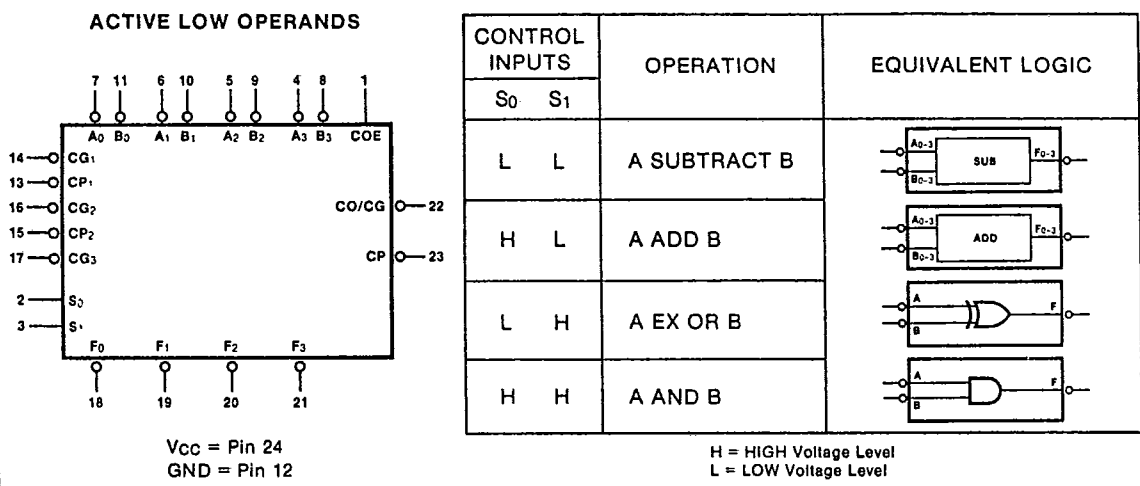 ACTIVE LOW OPERANDS
7 11 6 10 5 9 4 8 1
A0 B0 A1 B1 A2 B2 A3 B3 COE
14 CG1
13 CP1
16 CG2
15 CP2
17 CG3
2 S0
3 S1
CO/CG 22
CP 23
F0 F1 F2 F3
18 19 20 21
VCC = Pin 24
GND = Pin 12
CONTROL INPUTS
OPERATION
EQUIVALENT LOGIC
S0 S1
L L A SUBTRACT B
A0-3 SUB F0-3
B0-3
H L A ADD B
A0-3 ADD F0-3
B0-3
L H A EX OR B
A F
B
H H A AND B
A F
B
H = HIGH Voltage Level
L = LOW Voltage Level